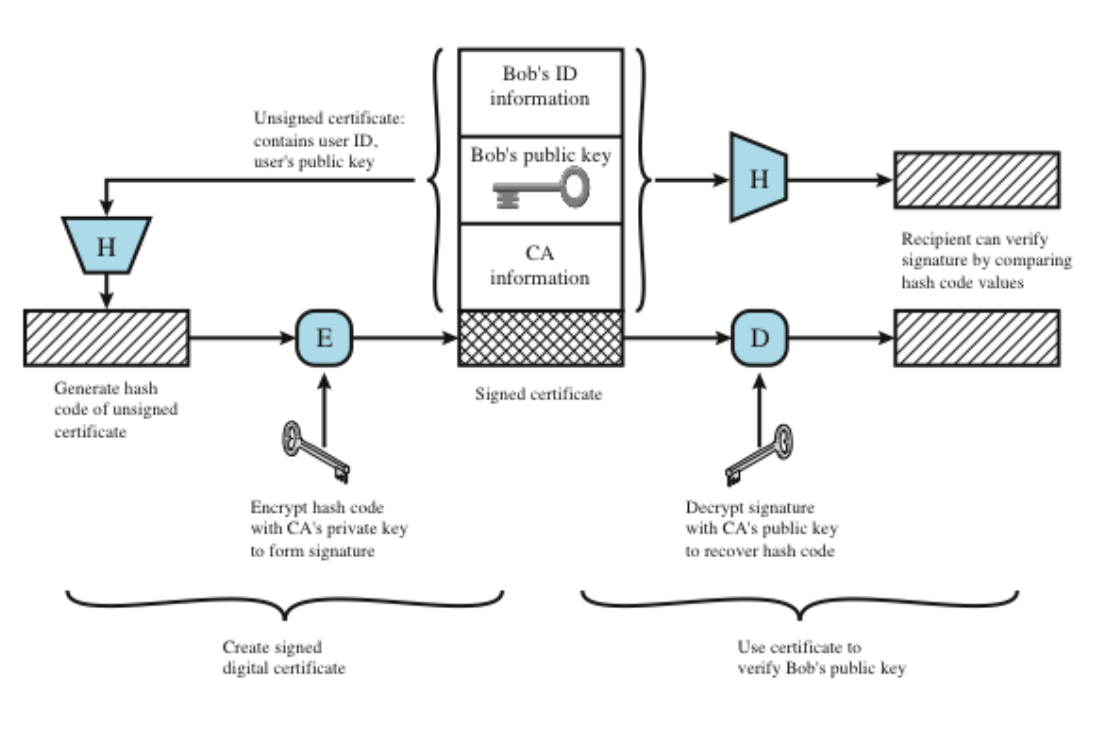 Bob's ID
information
Unsigned certificate:
contains user ID,
user's public key
Bob's public key
H
H
CA
information
Recipient can verify
signature by comparing
hash code values
E
D
Generate hash
code of unsigned
certificate
Signed certificate
Encrypt hash code
with CA's private key
to form signature
Decrypt signature
with CA's public key
to recover hash code
Create signed
digital certificate
Use certificate to
verify Bob's public key